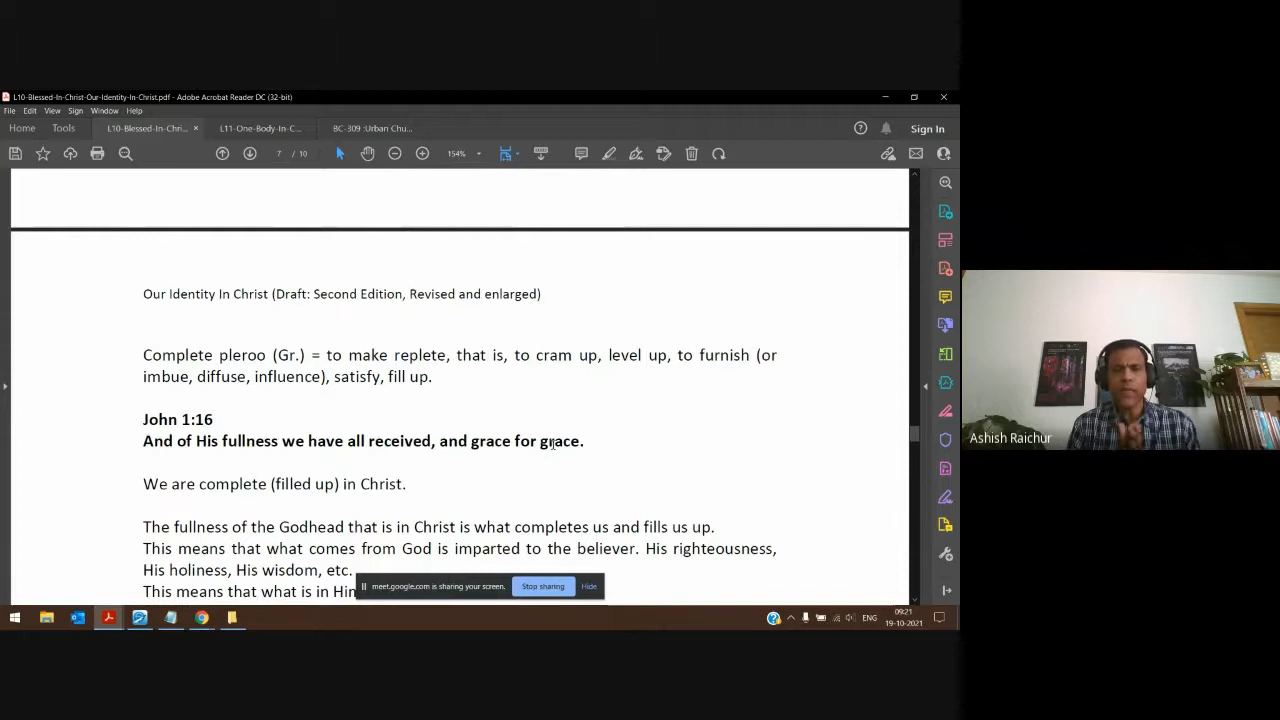 L10-Blessed-In-Christ-Our-Identity-In-Christ.pdf - Adobe Acrobat Reader DC (32-bit)
File Edit View Sign Window Help
Home Tools L10-Blessed-In-Chri... × L11-One-Body-In-C... BC-309 :Urban Chu... Sign In
7 / 10 154%
Our Identity In Christ (Draft: Second Edition, Revised and enlarged)
Complete pleroo (Gr.) = to make replete, that is, to cram up, level up, to furnish (or
imbue, diffuse, influence), satisfy, fill up.
John 1:16
And of His fullness we have all received, and grace for grace.
We are complete (filled up) in Christ.
The fullness of the Godhead that is in Christ is what completes us and fills us up.
This means that what comes from God is imparted to the believer. His righteousness,
His holiness, His wisdom, etc.
This means that what is in Him
meet.google.com is sharing your screen. Stop sharing Hide
Ashish Raichur
ENG 09:21
19-10-2021